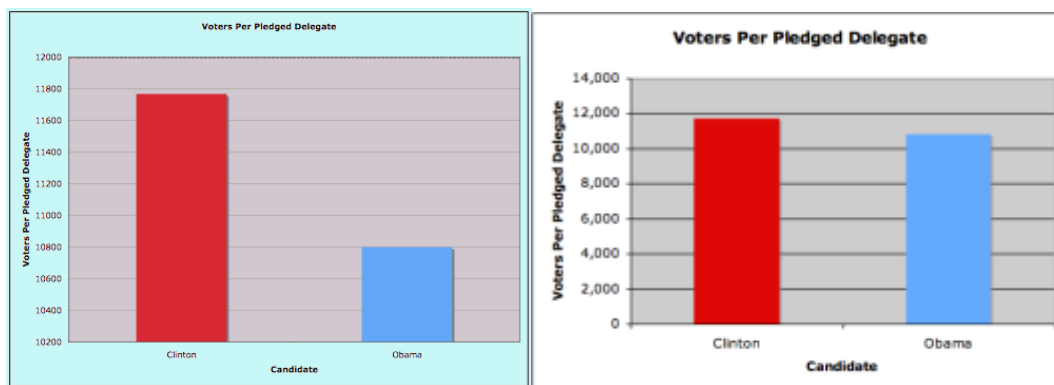 Voters Per Pledged Delegate
12000
11800
11600
11400
11200
11000
10800
10600
10400
10200
Voters Per Pledged Delegate
Clinton Obama
Candidate
Voters Per Pledged Delegate
14,000
12,000
10,000
8,000
6,000
4,000
2,000
0
Voters Per Pledged Delegate
Clinton Obama
Candidate